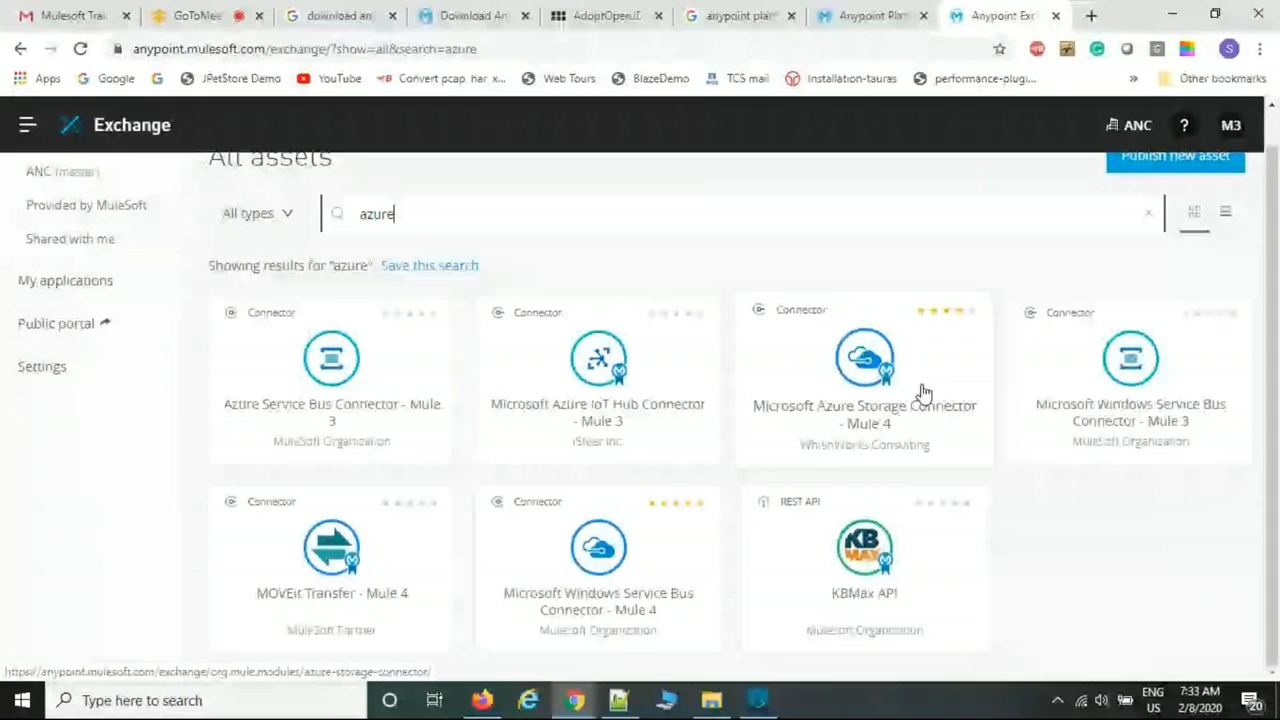 Mulesoft Trai
GoToMee
download an
Download An
AdoptOpenJD
anypoint plat
Anypoint Plat
Anypoint Exc
anypoint.mulesoft.com/exchange/?show=all&search=azure
S
Apps
Google
JPetStore Demo
YouTube
Convert pcap_har_x...
Web Tours
BlazeDemo
TCS mail
Installation-tauras
performance-plugi...
»
Other bookmarks
Exchange
ANC
?
M3
ANC (master)
All assets
Publish new asset
Provided by MuleSoft
Shared with me
My applications
Public portal
Settings
All types
azure
Showing results for "azure" Save this search
Connector
Azure Service Bus Connector - Mule
3
MuleSoft Organization
Connector
Microsoft Azure IoT Hub Connector
- Mule 3
iSteer Inc.
Connector
Microsoft Azure Storage Connector
- Mule 4
WhishWorks Consulting
Connector
Microsoft Windows Service Bus
Connector - Mule 3
MuleSoft Organization
Connector
MOVEit Transfer - Mule 4
MuleSoft Partner
Connector
Microsoft Windows Service Bus
Connector - Mule 4
Mulesoft Organization
REST API
KB
MAX
KBMax API
Mulesoft Organization
https://anypoint.mulesoft.com/exchange/org.mule.modules/azure-storage-connector/
Type here to search
ENG
US
7:33 AM
2/8/2020
20